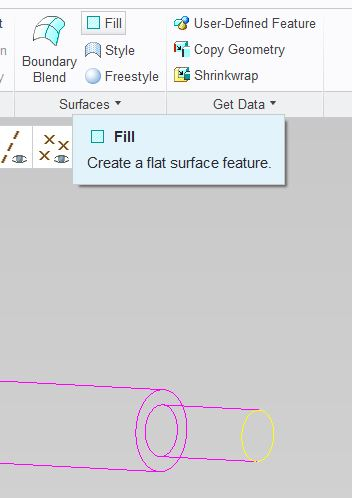 t
n
Boundary
Blend
Fill
Style
Freestyle
User-Defined Feature
Copy Geometry
Shrinkwrap
Surfaces
Get Data
Fill
Create a flat surface feature.